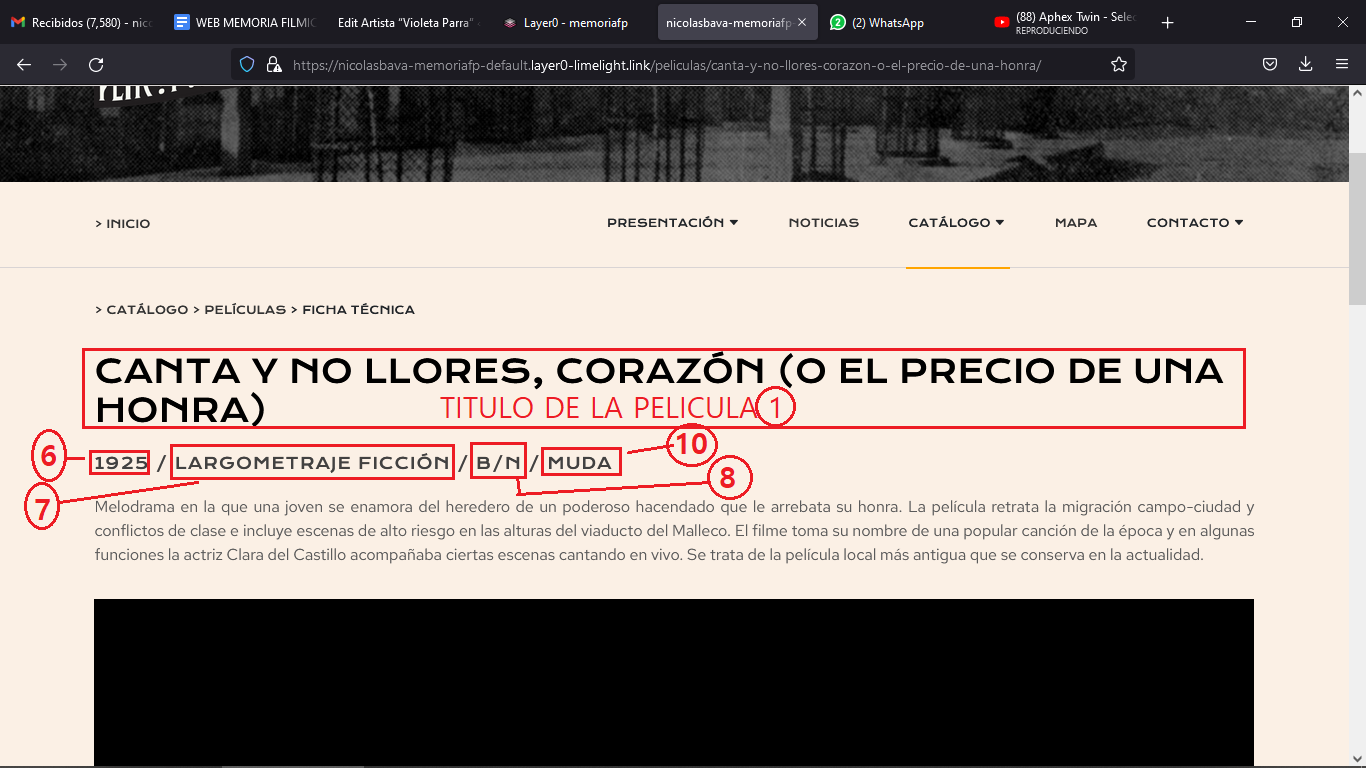 Recibidos (7,580) - nic
WEB MEMORIA FILMIC
Edit Artista "Violeta Parra"
Layer0 - memoriafp
nicolasbava-memoriafp-
2 (2) WhatsApp
(88) Aphex Twin - Selec
REPRODUCIENDO
https://nicolasbava-memoriafp-default.layer0-limelight.link/peliculas/canta-y-no-llores-corazon-o-el-precio-de-una-honra/
> INICIO
PRESENTACIÓN NOTICIAS CATÁLOGO MAPA CONTACTO
> CATÁLOGO > PELÍCULAS > FICHA TÉCNICA
CANTA Y NO LLORES, CORAZÓN (O EL PRECIO DE UNA
HONRA)
TITULO DE LA PELICULA 1
6
10
1925 / LARGOMETRAJE FICCIÓN / B/N / MUDA
7
8
Melodrama en la que una joven se enamora del heredero de un poderoso hacendado que le arrebata su honra. La película retrata la migración campo-ciudad y
conflictos de clase e incluye escenas de alto riesgo en las alturas del viaducto del Malleco. El filme toma su nombre de una popular canción de la época y en algunas
funciones la actriz Clara del Castillo acompañaba ciertas escenas cantando en vivo. Se trata de la película local más antigua que se conserva en la actualidad.